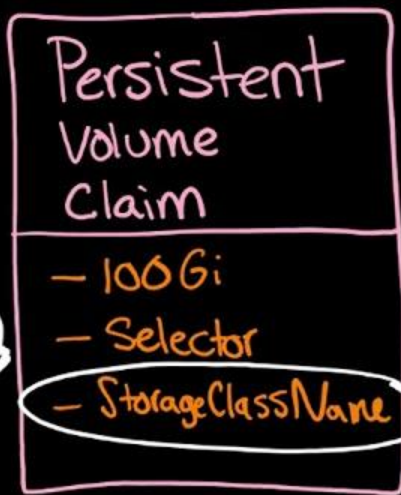 Persistent
Volume
Claim
- 100Gi
- Selector
- StorageClassName